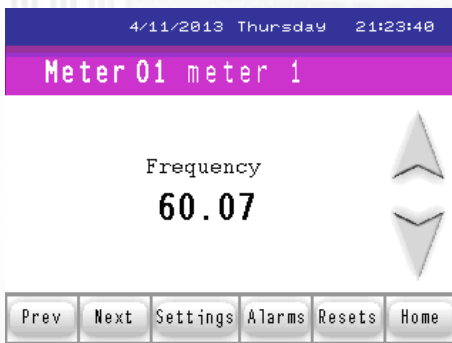 4/11/2013 Thursday 21:23:40
Meter 01 meter 1
Frequency
60.07
Prev Next Settings Alarms Resets Home